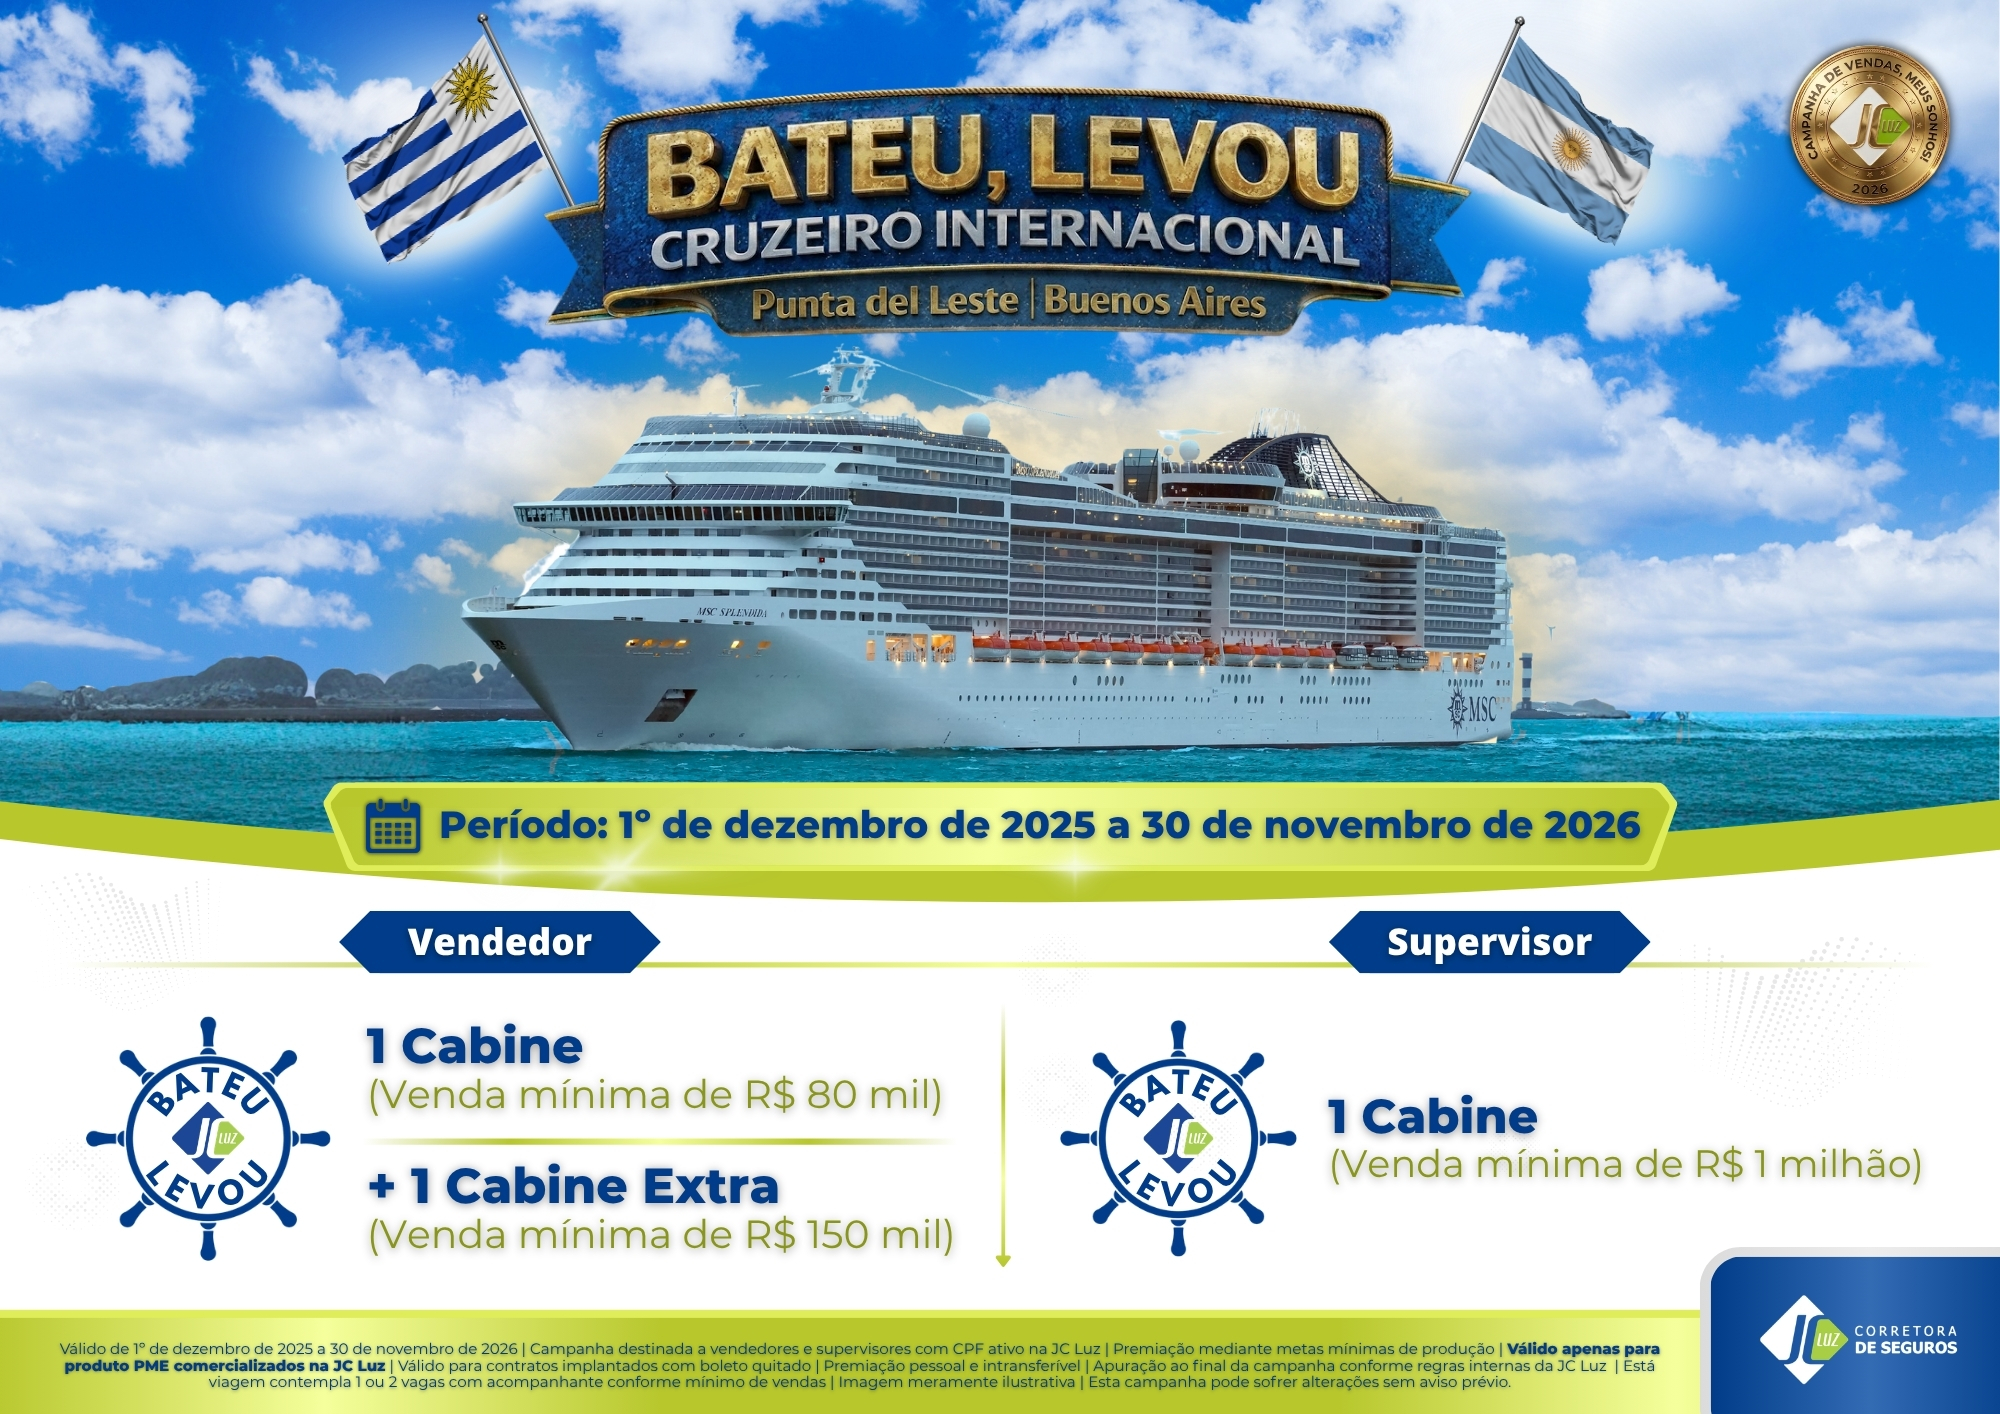 BATEU, LEVOU
CRUZEIRO INTERNACIONAL
Punta del Leste | Buenos Aires
CAMPANHA DE VENDAS, MEUS SONHOS!
JC LUZ
2026
MSC SPLENDIDA
MSC
Período: 1º de dezembro de 2025 a 30 de novembro de 2026
Vendedor
BATEU
JC LUZ
LEVOU
1 Cabine
(Venda mínima de R$ 80 mil)
+ 1 Cabine Extra
(Venda mínima de R$ 150 mil)
Supervisor
BATEU
JC LUZ
LEVOU
1 Cabine
(Venda mínima de R$ 1 milhão)
Válido de 1º de dezembro de 2025 a 30 de novembro de 2026 | Campanha destinada a vendedores e supervisores com CPF ativo na JC Luz | Premiação mediante metas mínimas de produção | Válido apenas para
produto PME comercializados na JC Luz | Válido para contratos implantados com boleto quitado | Premiação pessoal e intransferível | Apuração ao final da campanha conforme regras internas da JC Luz | Está
viagem contempla 1 ou 2 vagas com acompanhante conforme mínimo de vendas | Imagem meramente ilustrativa | Esta campanha pode sofrer alterações sem aviso prévio.
JC LUZ
CORRETORA
DE SEGUROS